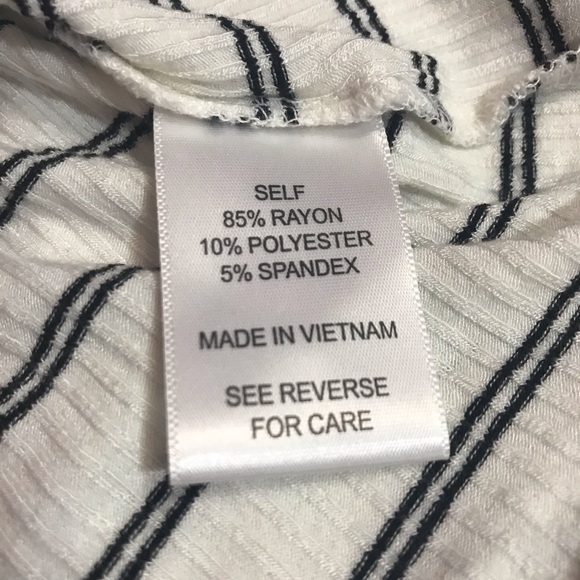 SELF
85% RAYON
10% POLYESTER
5% SPANDEX
MADE IN VIETNAM
SEE REVERSE
FOR CARE